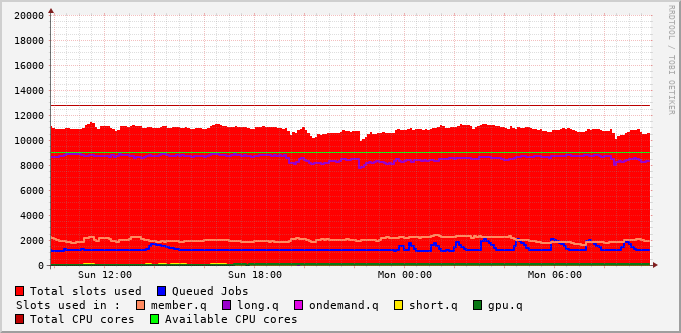 RRDTOOL / TOBI OETIKER
20000
18000
16000
14000
12000
10000
8000
6000
4000
2000
0
Sun 12:00 Sun 18:00 Mon 00:00 Mon 06:00
Total slots used Queued Jobs
Slots used in : member.q long.q ondemand.q short.q gpu.q
Total CPU cores Available CPU cores